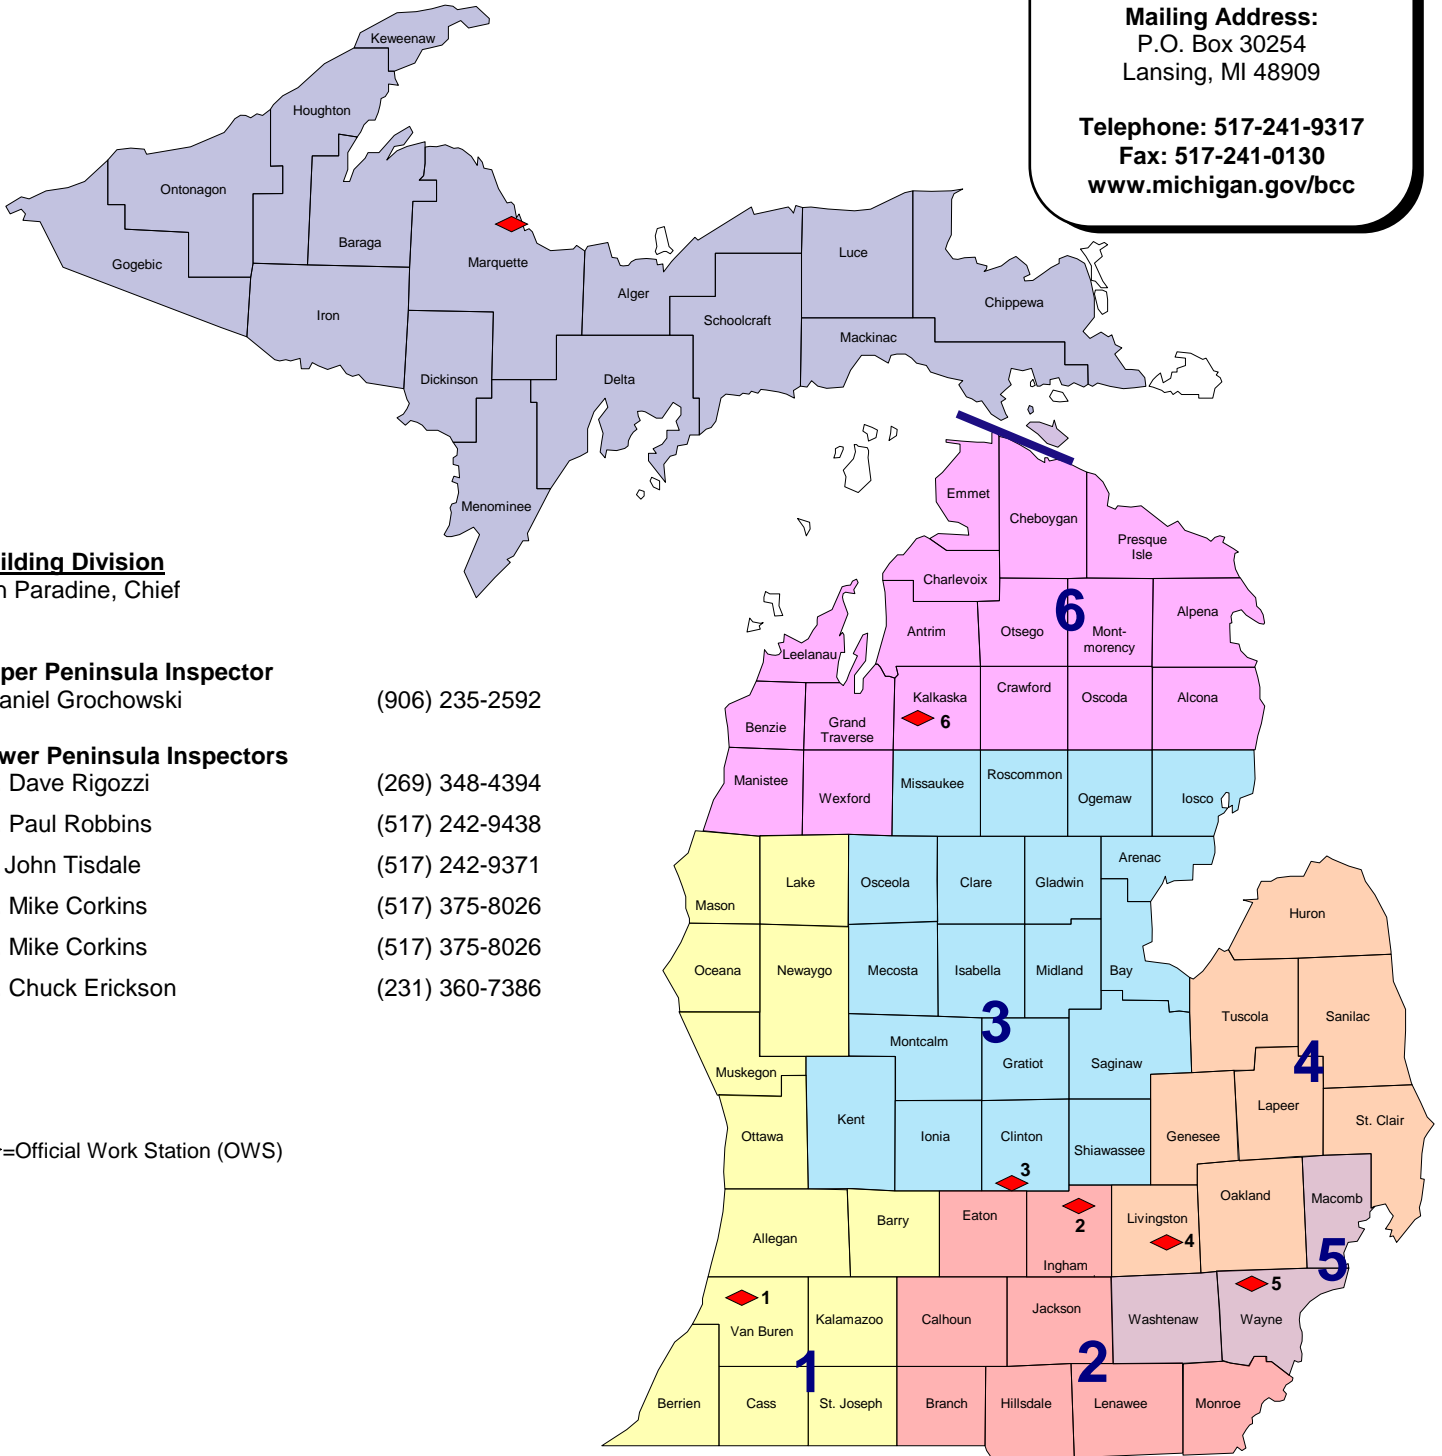 Mailing Address:
P.O. Box 30254
Lansing, MI 48909
Telephone: 517-241-9317
Fax: 517-241-0130
www.michigan.gov/bcc
Keweenaw
Houghton
Ontonagon
Baraga
Gogebic
Marquette
Luce
Alger
Chippewa
Iron
Schoolcraft
Mackinac
Dickinson
Delta
Menominee
ilding Division
n Paradine, Chief
per Peninsula Inspector
aniel Grochowski (906) 235-2592
wer Peninsula Inspectors
Dave Rigozzi (269) 348-4394
Paul Robbins (517) 242-9438
John Tisdale (517) 242-9371
Mike Corkins (517) 375-8026
Mike Corkins (517) 375-8026
Chuck Erickson (231) 360-7386
=Official Work Station (OWS)
Emmet
Cheboygan
Presque
Isle
Charlevoix
6
Alpena
Antrim
Otsego
Mont-
morency
Leelanau
Kalkaska
Crawford
Oscoda
Alcona
6
Benzie
Grand
Traverse
Manistee
Wexford
Missaukee
Roscommon
Ogemaw
Iosco
Arenac
Lake
Osceola
Clare
Gladwin
Mason
Huron
Oceana
Newaygo
Mecosta
Isabella
Midland
Bay
3
Tuscola
Sanilac
Montcalm
Gratiot
Saginaw
4
Muskegon
Lapeer
Kent
St. Clair
Ottawa
Ionia
Clinton
Shiawassee
Genesee
3
Oakland
Macomb
Allegan
Barry
Eaton
2
Livingston
4
Ingham
5
1
5
Van Buren
Kalamazoo
Calhoun
Jackson
Washtenaw
Wayne
1
2
Berrien
Cass
St. Joseph
Branch
Hillsdale
Lenawee
Monroe